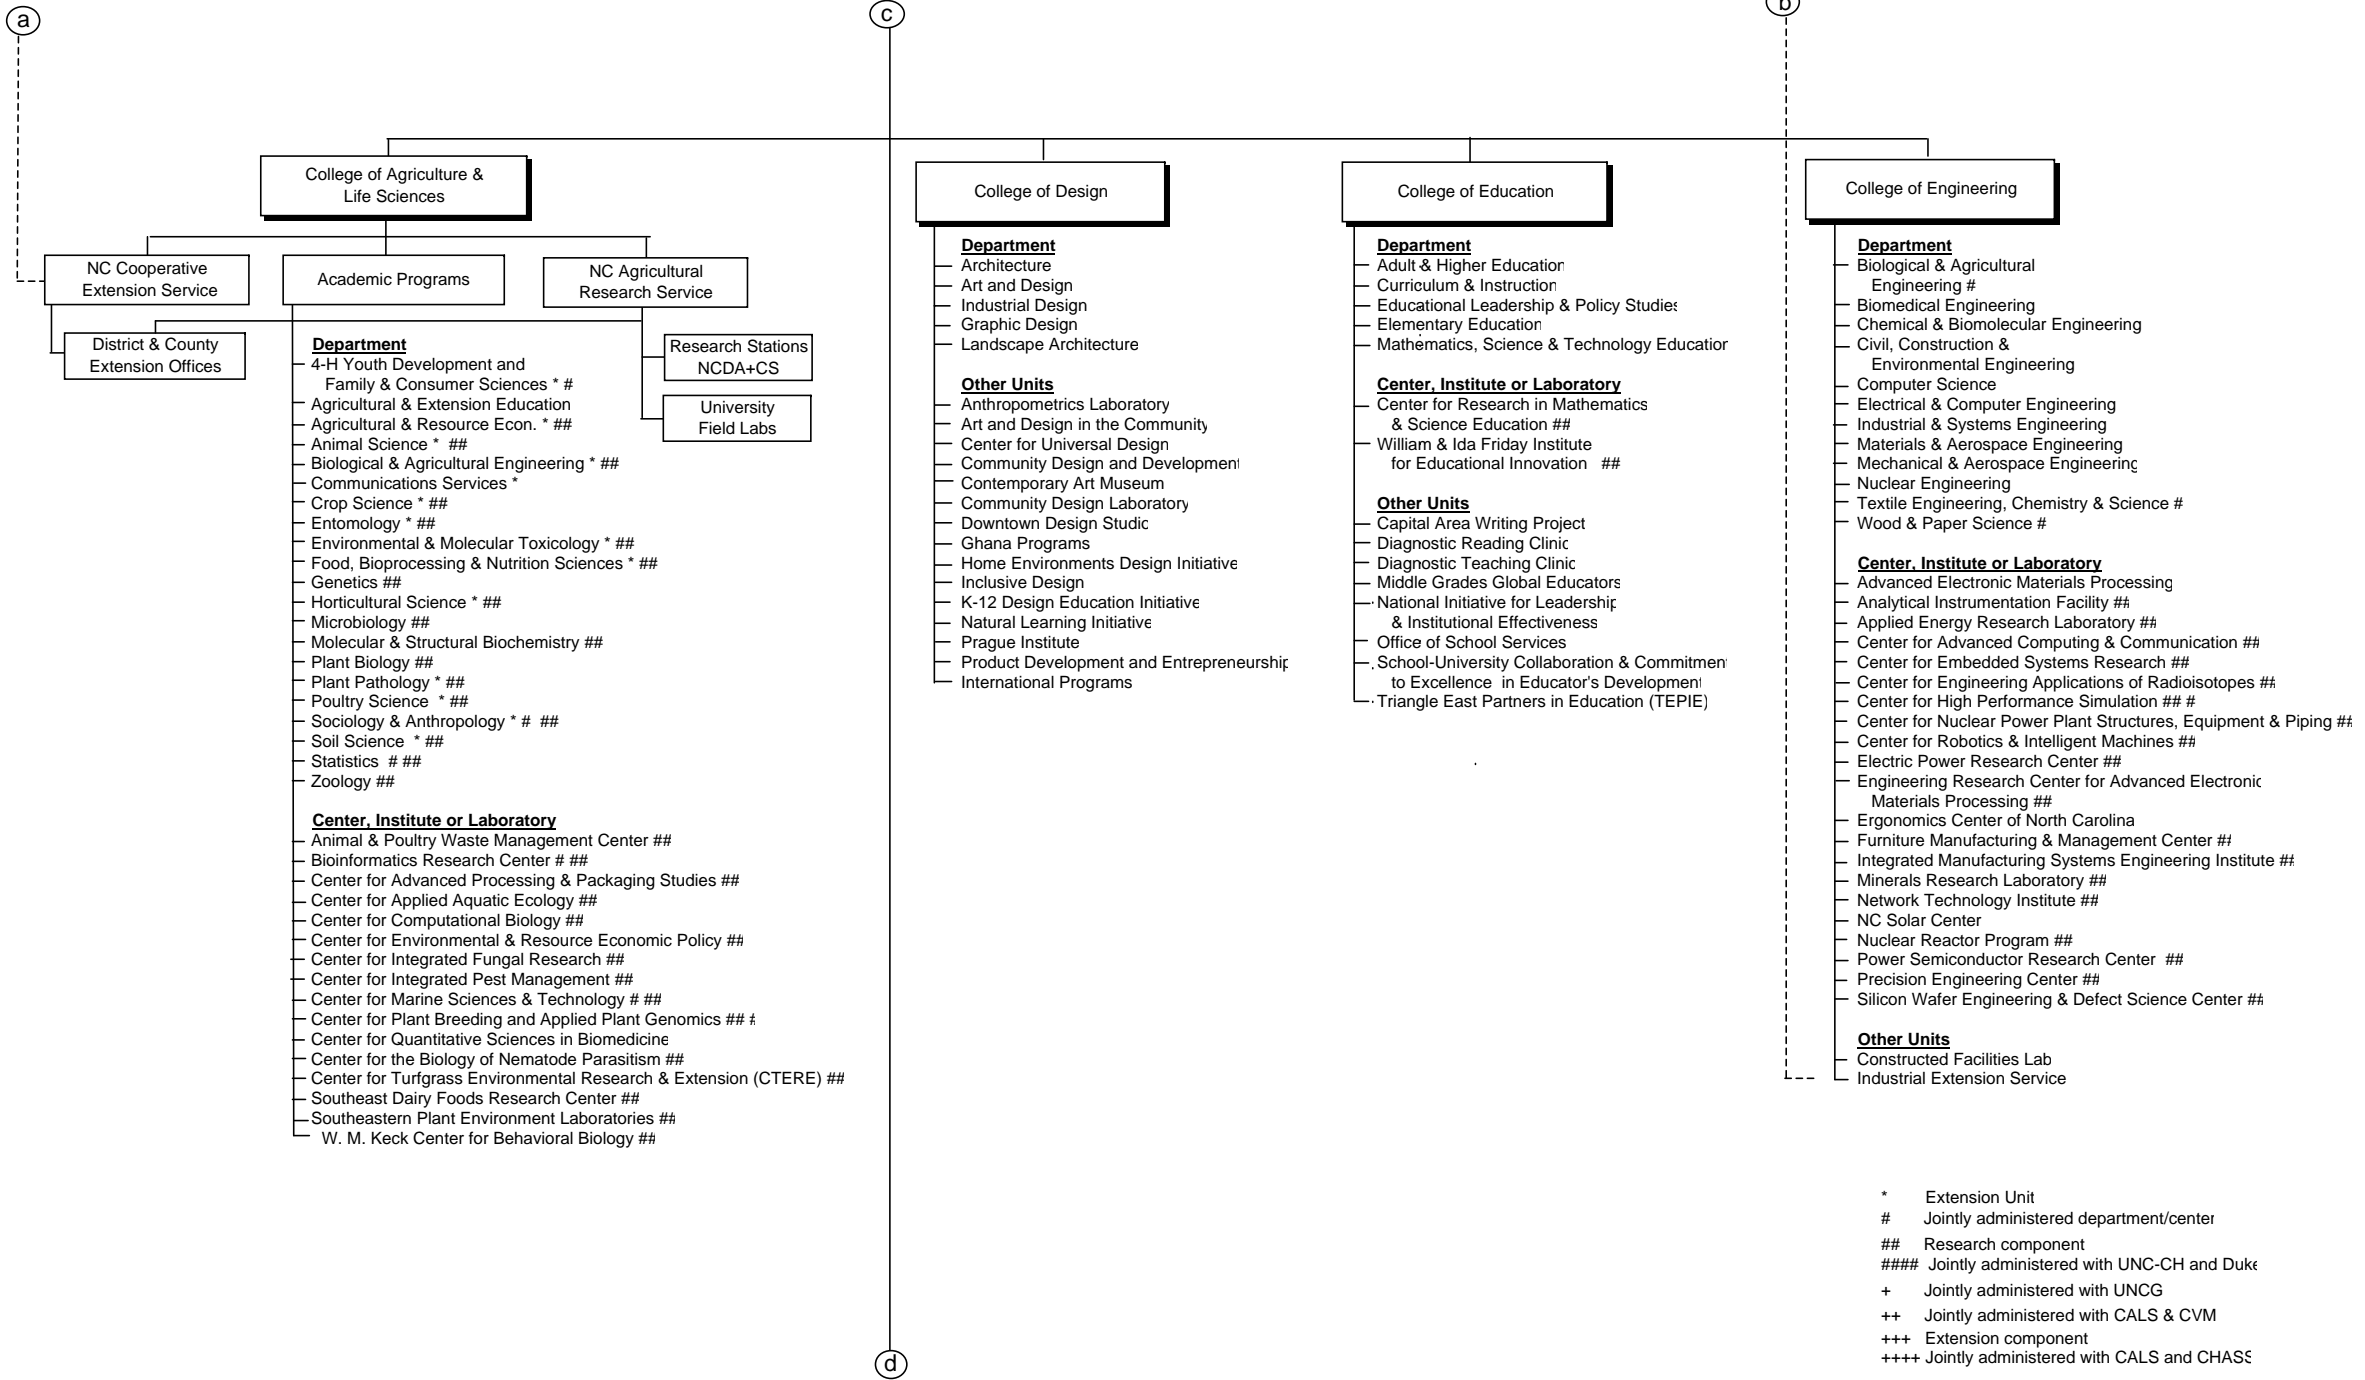 a
c
b
College of Agriculture &
Life Sciences
NC Cooperative
Extension Service
Academic Programs
NC Agricultural
Research Service
District & County
Extension Offices
Research Stations
NCDA+CS
University
Field Labs
Department
4-H Youth Development and
Family & Consumer Sciences * #
Agricultural & Extension Education
Agricultural & Resource Econ. * ##
Animal Science * ##
Biological & Agricultural Engineering * ##
Communications Services *
Crop Science * ##
Entomology * ##
Environmental & Molecular Toxicology * ##
Food, Bioprocessing & Nutrition Sciences * ##
Genetics ##
Horticultural Science * ##
Microbiology ##
Molecular & Structural Biochemistry ##
Plant Biology ##
Plant Pathology * ##
Poultry Science * ##
Sociology & Anthropology * # ##
Soil Science * ##
Statistics # ##
Zoology ##
Center, Institute or Laboratory
Animal & Poultry Waste Management Center ##
Bioinformatics Research Center # ##
Center for Advanced Processing & Packaging Studies ##
Center for Applied Aquatic Ecology ##
Center for Computational Biology ##
Center for Environmental & Resource Economic Policy ##
Center for Integrated Fungal Research ##
Center for Integrated Pest Management ##
Center for Marine Sciences & Technology # ##
Center for Plant Breeding and Applied Plant Genomics ## #
Center for Quantitative Sciences in Biomedicine
Center for the Biology of Nematode Parasitism ##
Center for Turfgrass Environmental Research & Extension (CTERE) ##
Southeast Dairy Foods Research Center ##
Southeastern Plant Environment Laboratories ##
W. M. Keck Center for Behavioral Biology ##
College of Design
Department
Architecture
Art and Design
Industrial Design
Graphic Design
Landscape Architecture
Other Units
Anthropometrics Laboratory
Art and Design in the Community
Center for Universal Design
Community Design and Development
Contemporary Art Museum
Community Design Laboratory
Downtown Design Studio
Ghana Programs
Home Environments Design Initiative
Inclusive Design
K-12 Design Education Initiative
Natural Learning Initiative
Prague Institute
Product Development and Entrepreneurship
International Programs
College of Education
Department
Adult & Higher Education
Curriculum & Instruction
Educational Leadership & Policy Studies
Elementary Education
Mathematics, Science & Technology Education
Center, Institute or Laboratory
Center for Research in Mathematics
& Science Education ##
William & Ida Friday Institute
for Educational Innovation ##
Other Units
Capital Area Writing Project
Diagnostic Reading Clinic
Diagnostic Teaching Clinic
Middle Grades Global Educators
National Initiative for Leadership
& Institutional Effectiveness
Office of School Services
School-University Collaboration & Commitment
to Excellence in Educator's Development
Triangle East Partners in Education (TEPIE)
College of Engineering
Department
Biological & Agricultural
Engineering #
Biomedical Engineering
Chemical & Biomolecular Engineering
Civil, Construction &
Environmental Engineering
Computer Science
Electrical & Computer Engineering
Industrial & Systems Engineering
Materials & Aerospace Engineering
Mechanical & Aerospace Engineering
Nuclear Engineering
Textile Engineering, Chemistry & Science #
Wood & Paper Science #
Center, Institute or Laboratory
Advanced Electronic Materials Processing
Analytical Instrumentation Facility ##
Applied Energy Research Laboratory ##
Center for Advanced Computing & Communication ##
Center for Embedded Systems Research ##
Center for Engineering Applications of Radioisotopes ##
Center for High Performance Simulation ## #
Center for Nuclear Power Plant Structures, Equipment & Piping ##
Center for Robotics & Intelligent Machines ##
Electric Power Research Center ##
Engineering Research Center for Advanced Electronic
Materials Processing ##
Ergonomics Center of North Carolina
Furniture Manufacturing & Management Center ##
Integrated Manufacturing Systems Engineering Institute ##
Minerals Research Laboratory ##
Network Technology Institute ##
NC Solar Center
Nuclear Reactor Program ##
Power Semiconductor Research Center ##
Precision Engineering Center ##
Silicon Wafer Engineering & Defect Science Center ##
Other Units
Constructed Facilities Lab
Industrial Extension Service
* Extension Unit
# Jointly administered department/center
## Research component
#### Jointly administered with UNC-CH and Duke
+ Jointly administered with UNCG
++ Jointly administered with CALS & CVM
+++ Extension component
++++ Jointly administered with CALS and CHASS
d